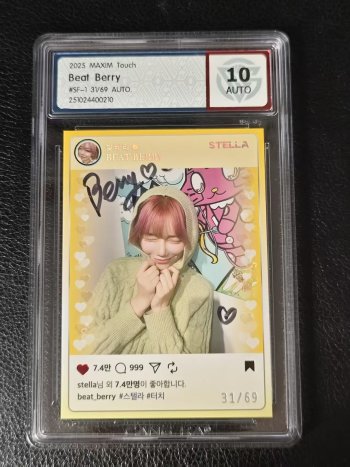 2025 MAXIM Touch
Beat Berry
#SF-1 31/69 AUTO
251024400210
10
AUTO
STELLA
BEAT BERRY
Berry
7.4만 999
stella님 외 7.4만명이 좋아합니다.
beat_berry #스텔라 #터치
31/69